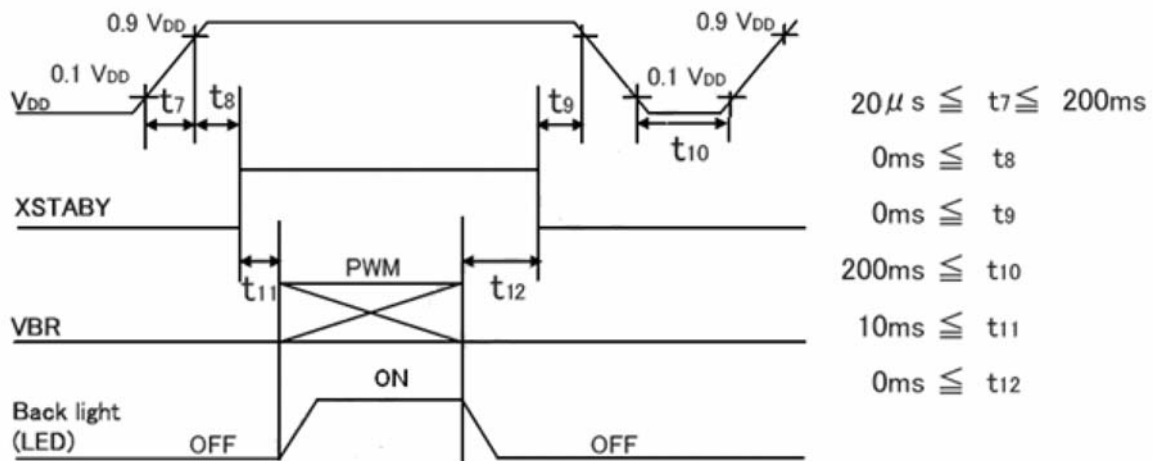 0.9 VDD
0.9 VDD
0.1 VDD
0.1 VDD
VDD
t7
t8
t9
t10
20μs ≦ t7≦ 200ms
0ms ≦ t8
XSTABY
0ms ≦ t9
t11
PWM
t12
200ms ≦ t10
VBR
10ms ≦ t11
ON
0ms ≦ t12
Back light
(LED)
OFF
OFF